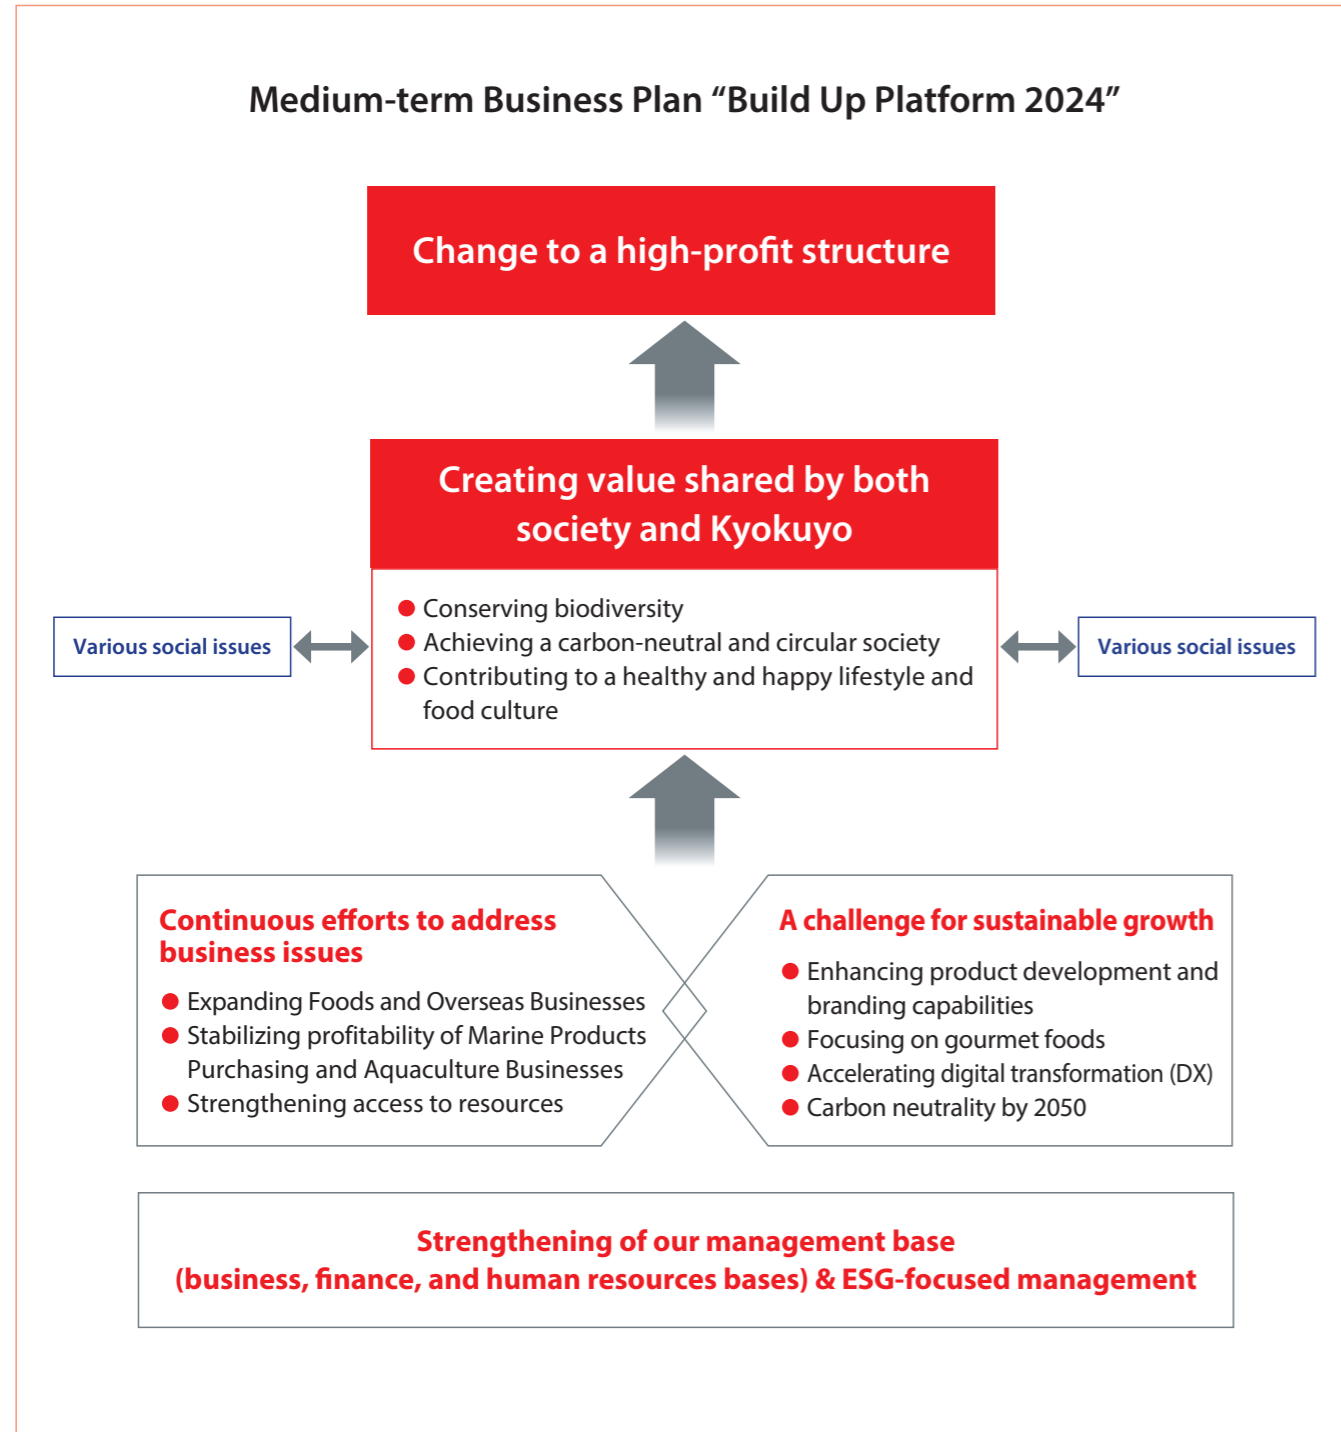 Medium-term Business Plan “Build Up Platform 2024”
Change to a high-profit structure
Creating value shared by both
society and Kyokuyo
● Conserving biodiversity
● Achieving a carbon-neutral and circular society
● Contributing to a healthy and happy lifestyle and
food culture
Various social issues
Various social issues
Continuous efforts to address
business issues
● Expanding Foods and Overseas Businesses
● Stabilizing profitability of Marine Products
Purchasing and Aquaculture Businesses
● Strengthening access to resources
A challenge for sustainable growth
● Enhancing product development and
branding capabilities
● Focusing on gourmet foods
● Accelerating digital transformation (DX)
● Carbon neutrality by 2050
Strengthening of our management base
(business, finance, and human resources bases) & ESG-focused management